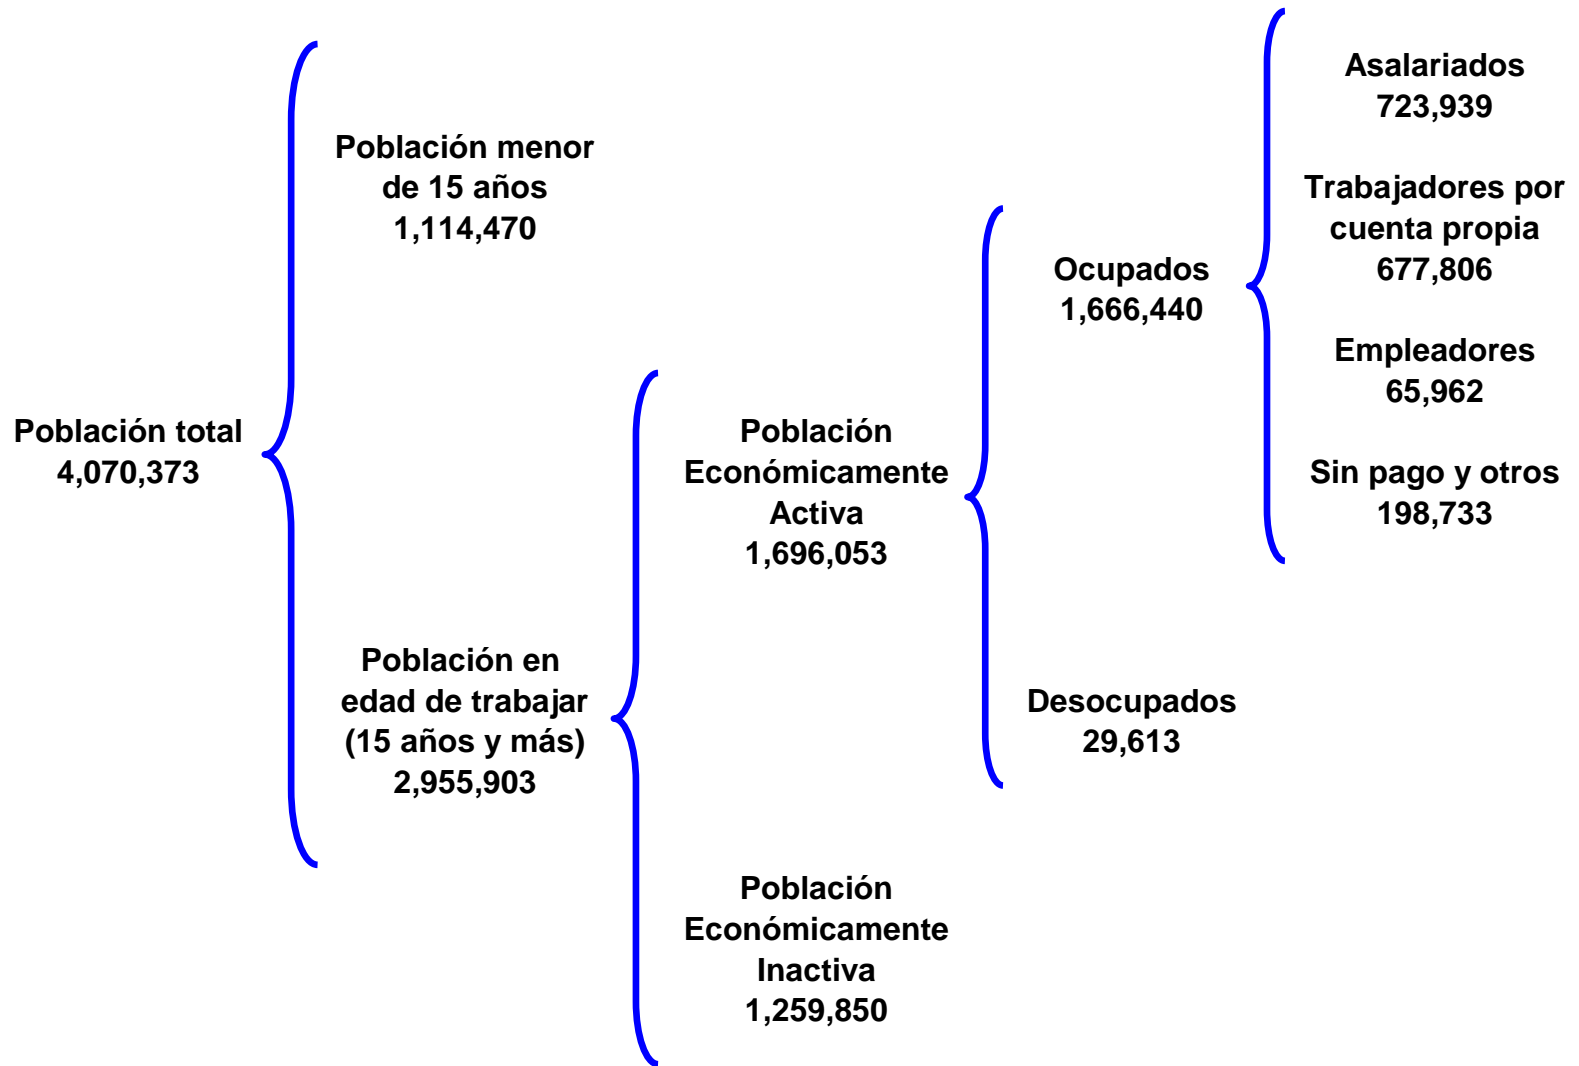 Población total
4,070,373
Población menor
de 15 años
1,114,470
Población en
edad de trabajar
(15 años y más)
2,955,903
Población
Económicamente
Activa
1,696,053
Población
Económicamente
Inactiva
1,259,850
Ocupados
1,666,440
Desocupados
29,613
Asalariados
723,939
Trabajadores por
cuenta propia
677,806
Empleadores
65,962
Sin pago y otros
198,733